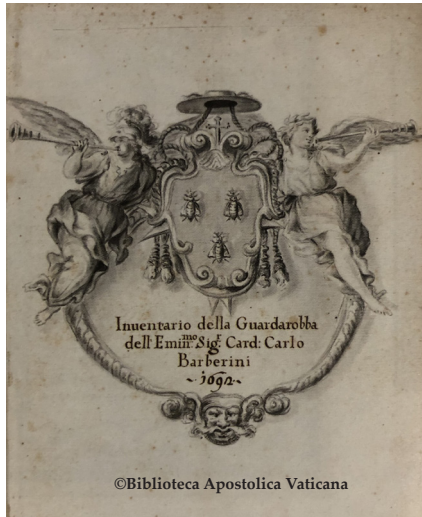 Inuentario della Guardarobba
dell'Emin.mo Sig.r Card: Carlo
Barberini
1692
©Biblioteca Apostolica Vaticana